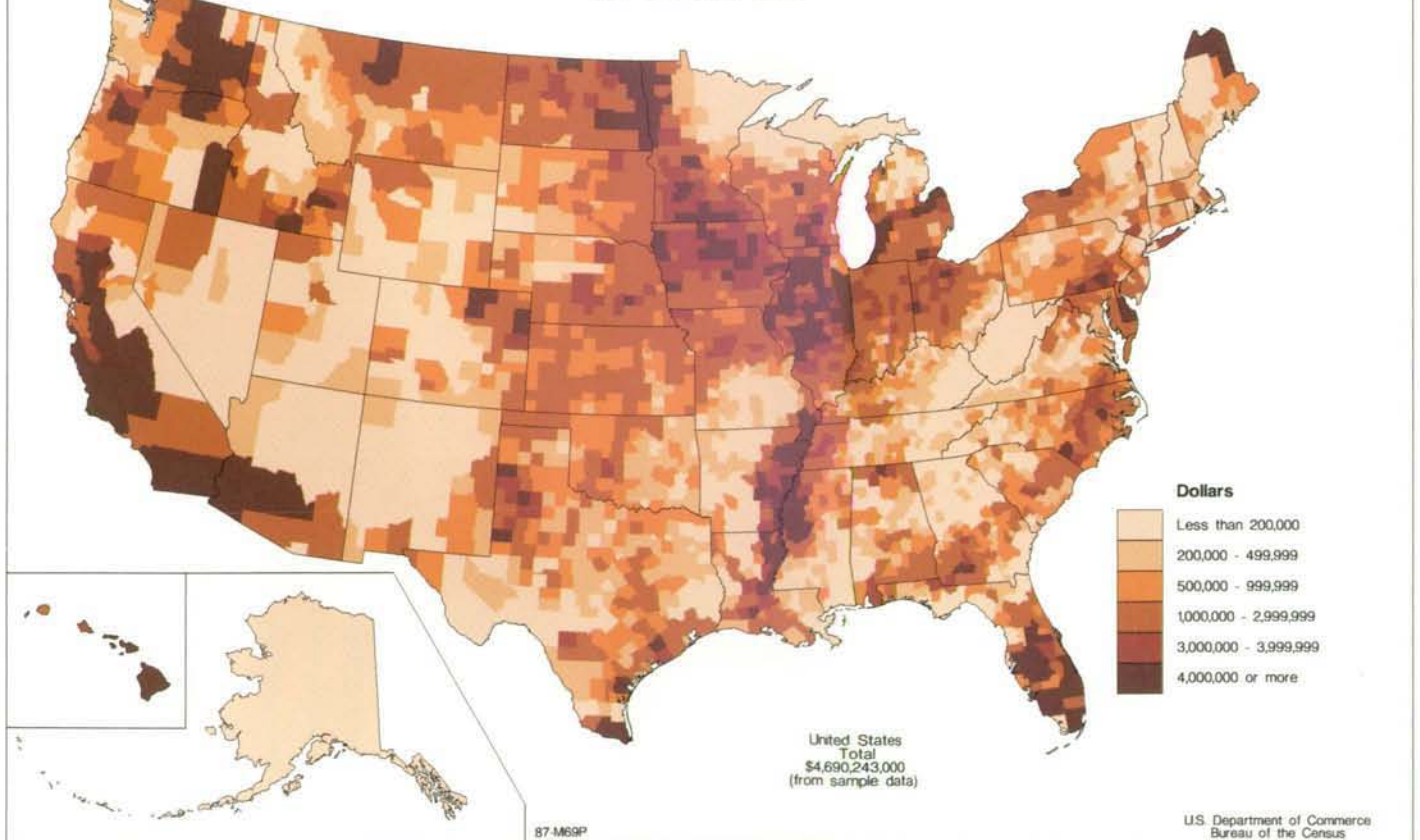 Dollars
Less than 200,000
200,000 - 499,999
500,000 - 999,999
1,000,000 - 2,999,999
3,000,000 - 3,999,999
4,000,000 or more
United States
Total
$4,690,243,000
(from sample data)
87-M69P
U.S. Department of Commerce
Bureau of the Census